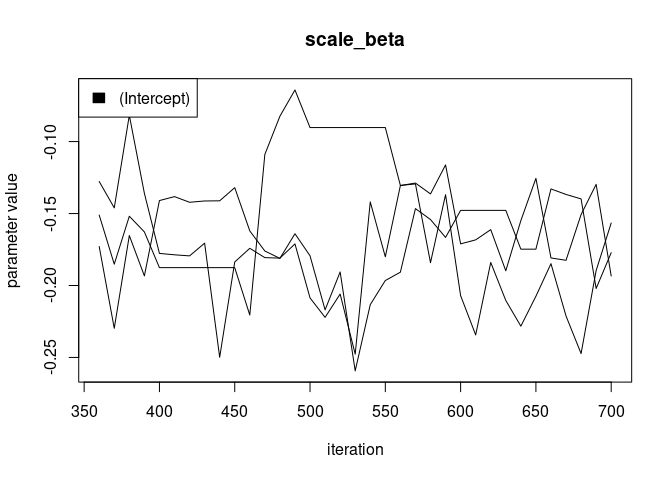 scale_beta
(Intercept)
parameter value
-0.10
-0.15
-0.20
-0.25
350 400 450 500 550 600 650 700
iteration